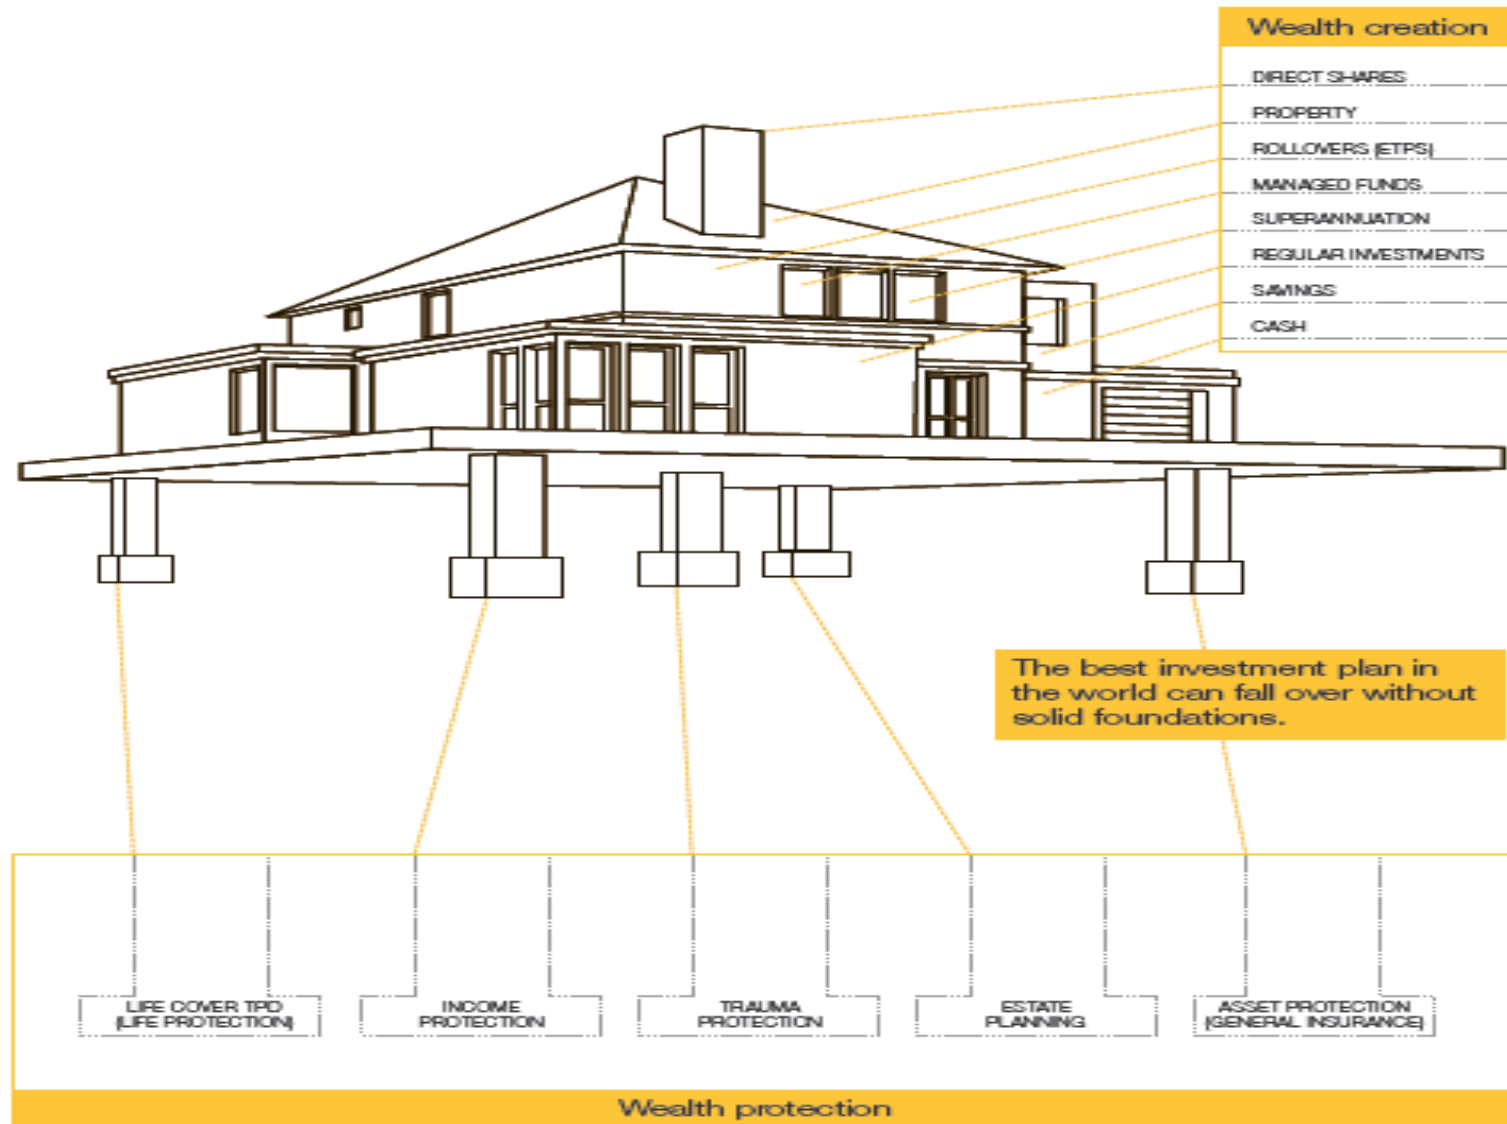 Wealth creation
DIRECT SHARES
PROPERTY
ROLLOVERS (ETPS)
MANAGED FUNDS
SUPERANNUATION
REGULAR INVESTMENTS
SAVINGS
CASH
The best investment plan in
the world can fall over without
solid foundations.
LIFE COVER TPD
(LIFE PROTECTION)
INCOME
PROTECTION
TRAUMA
PROTECTION
ESTATE
PLANNING
ASSET PROTECTION
(GENERAL INSURANCE)
Wealth protection